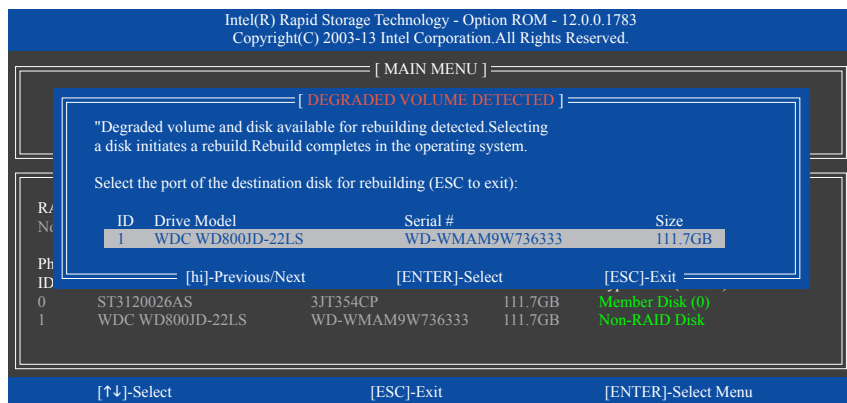 Intel(R) Rapid Storage Technology - Option ROM - 12.0.0.1783
Copyright(C) 2003-13 Intel Corporation.All Rights Reserved.
[ MAIN MENU ]
[ DEGRADED VOLUME DETECTED ]
"Degraded volume and disk available for rebuilding detected.Selecting
a disk initiates a rebuild.Rebuild completes in the operating system.
Select the port of the destination disk for rebuilding (ESC to exit):
ID Drive Model Serial # Size
1 WDC WD800JD-22LS WD-WMAM9W736333 111.7GB
[hi]-Previous/Next [ENTER]-Select [ESC]-Exit
ID
0 ST3120026AS 3JT354CP 111.7GB Member Disk (0)
1 WDC WD800JD-22LS WD-WMAM9W736333 111.7GB Non-RAID Disk
[↑↓]-Select [ESC]-Exit [ENTER]-Select Menu